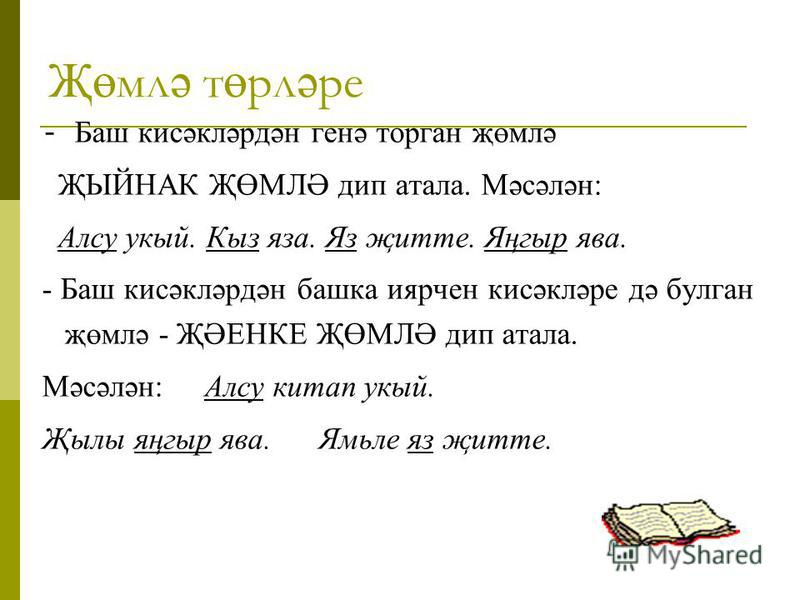 Җөмлә төрләре
- Баш кисәкләрдән генә торган җөмлә
ҖЫЙНАК ҖӨМЛӘ дип атала. Мәсәлән:
Алсу укый. Кыз яза. Яз җитте. Яңгыр ява.
- Баш кисәкләрдән башка иярчен кисәкләре дә булган
җөмлә - ҖӘЕНКЕ ҖӨМЛӘ дип атала.
Мәсәлән: Алсу китап укый.
Җылы яңгыр ява. Ямьле яз җитте.
MyShared